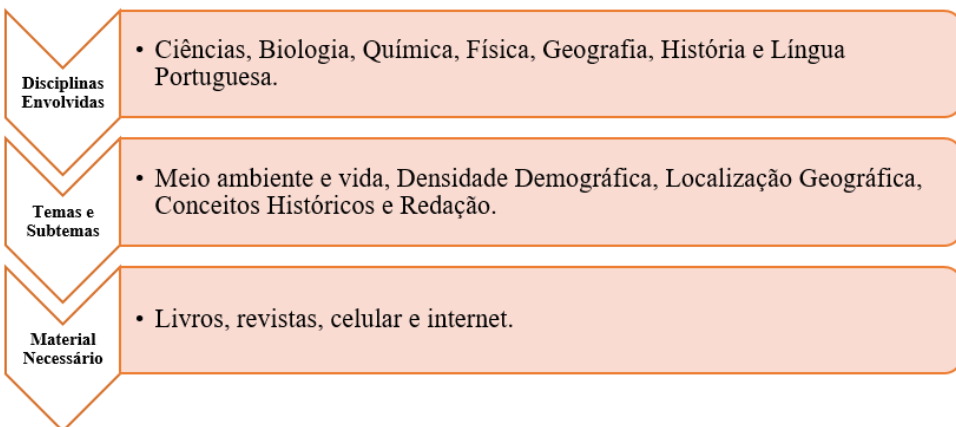 Disciplinas
Envolvidas
• Ciências, Biologia, Química, Física, Geografia, História e Língua
Portuguesa.
Temas e
Subtemas
• Meio ambiente e vida, Densidade Demográfica, Localização Geográfica,
Conceitos Históricos e Redação.
Material
Necessário
• Livros, revistas, celular e internet.